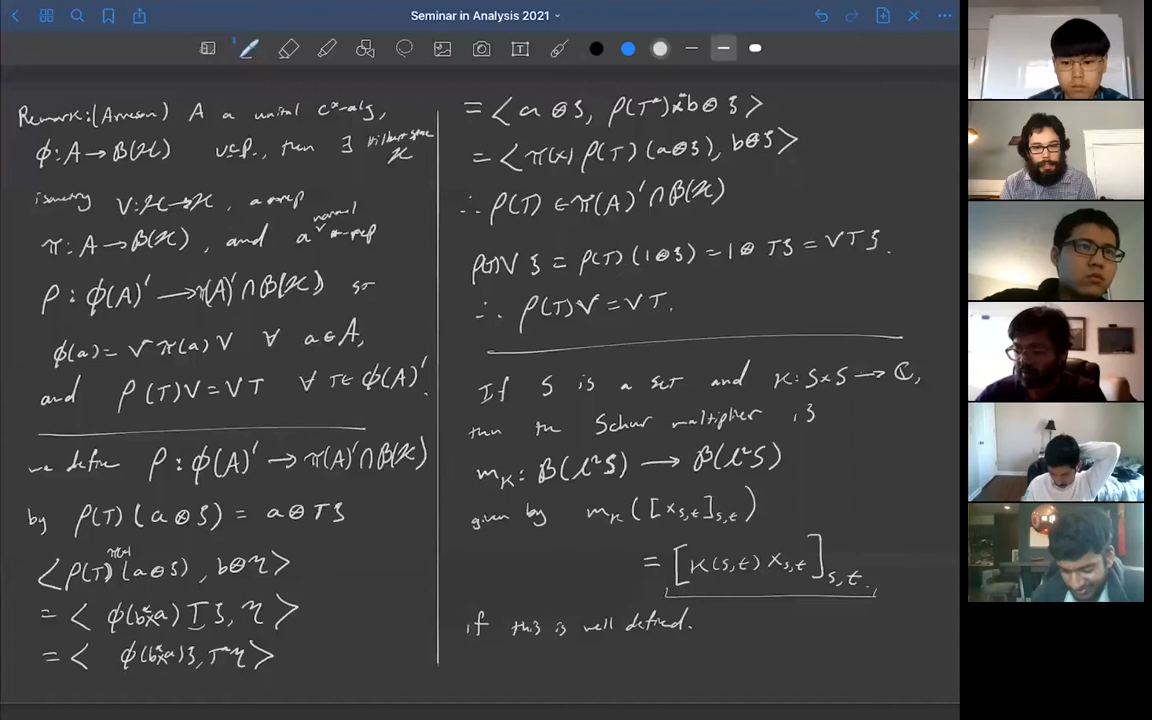 Seminar in Analysis 2021
Remark: (Arveson) A a unital C*-alg,
φ: A → B(ℋ) u.c.p., then ∃ Hilbert space 𝒦
isometry V: ℋ → 𝒦, a *-rep
π: A → B(𝒦), and a normal *-rep
ρ: φ(A)' → π(A)' ∩ B(𝒦) st
φ(a) = V* π(a) V ∀ a ∈ A,
and ρ(T)V = VT ∀ T ∈ φ(A)'.
we define ρ: φ(A)' → π(A)' ∩ B(𝒦)
by ρ(T)(a ⊗ ξ) = a ⊗ Tξ
⟨ρ(T) π(x) (a ⊗ ξ), b ⊗ η⟩
= ⟨ φ(b*xa) Tξ, η ⟩
= ⟨ φ(b*xa) ξ, T*η ⟩
= ⟨ a ⊗ ξ, ρ(T*) x* b ⊗ ξ ⟩
= ⟨ π(x) ρ(T) (a ⊗ ξ), b ⊗ ξ ⟩
∴ ρ(T) ∈ π(A)' ∩ B(𝒦)
ρ(T)V ξ = ρ(T)(1 ⊗ ξ) = 1 ⊗ Tξ = VTξ.
∴ ρ(T)V = VT.
If S is a set and K: S×S → ℂ,
then the Schur multiplier is
m_K: B(ℓ²S) → B(ℓ²S)
given by m_K([x_{s,t}]_{s,t})
= [K(s,t) x_{s,t}]_{s,t}.
if this is well defined.